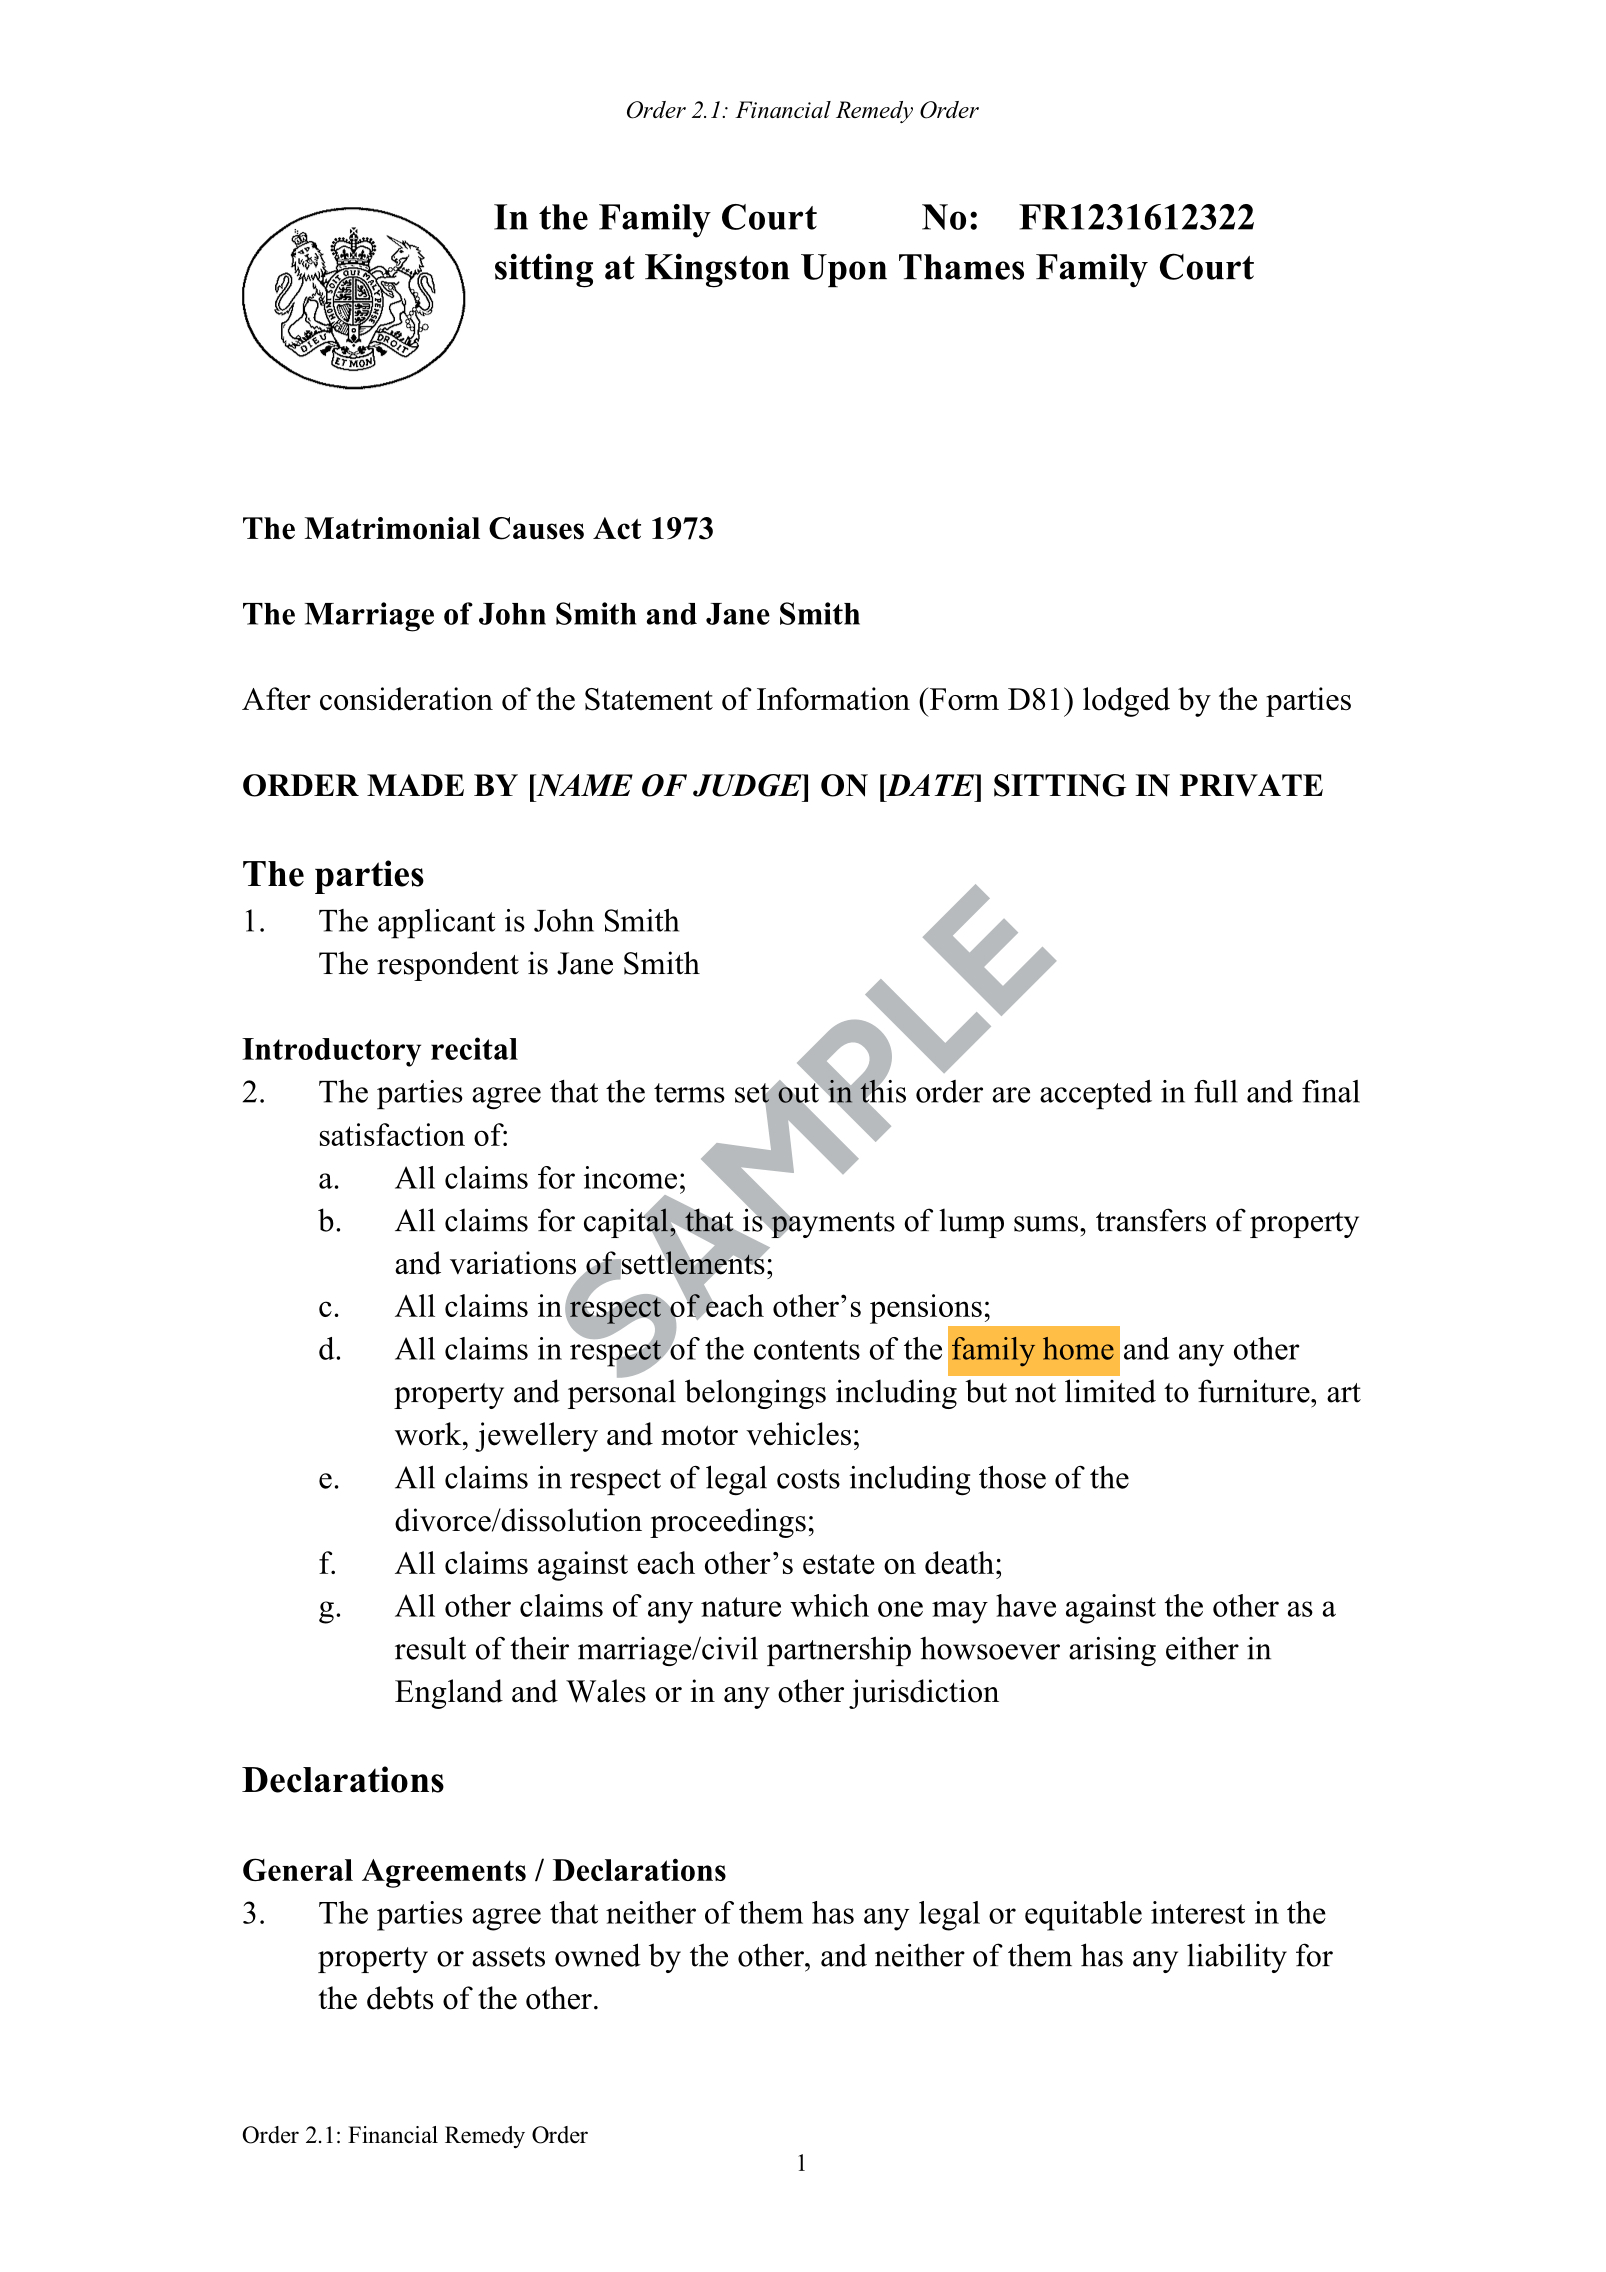 Order 2.1: Financial Remedy Order
In the Family Court No: FR1231612322
sitting at Kingston Upon Thames Family Court
HONI SOIT QUI MAL Y PENSE
DIEU ET MON DROIT
The Matrimonial Causes Act 1973
The Marriage of John Smith and Jane Smith
After consideration of the Statement of Information (Form D81) lodged by the parties
ORDER MADE BY [NAME OF JUDGE] ON [DATE] SITTING IN PRIVATE
The parties
1. The applicant is John Smith
The respondent is Jane Smith
Introductory recital
2. The parties agree that the terms set out in this order are accepted in full and final
satisfaction of:
a. All claims for income;
b. All claims for capital, that is payments of lump sums, transfers of property
and variations of settlements;
c. All claims in respect of each other’s pensions;
d. All claims in respect of the contents of the family home and any other
property and personal belongings including but not limited to furniture, art
work, jewellery and motor vehicles;
e. All claims in respect of legal costs including those of the
divorce/dissolution proceedings;
f. All claims against each other’s estate on death;
g. All other claims of any nature which one may have against the other as a
result of their marriage/civil partnership howsoever arising either in
England and Wales or in any other jurisdiction
SAMPLE
Declarations
General Agreements / Declarations
3. The parties agree that neither of them has any legal or equitable interest in the
property or assets owned by the other, and neither of them has any liability for
the debts of the other.
Order 2.1: Financial Remedy Order
1